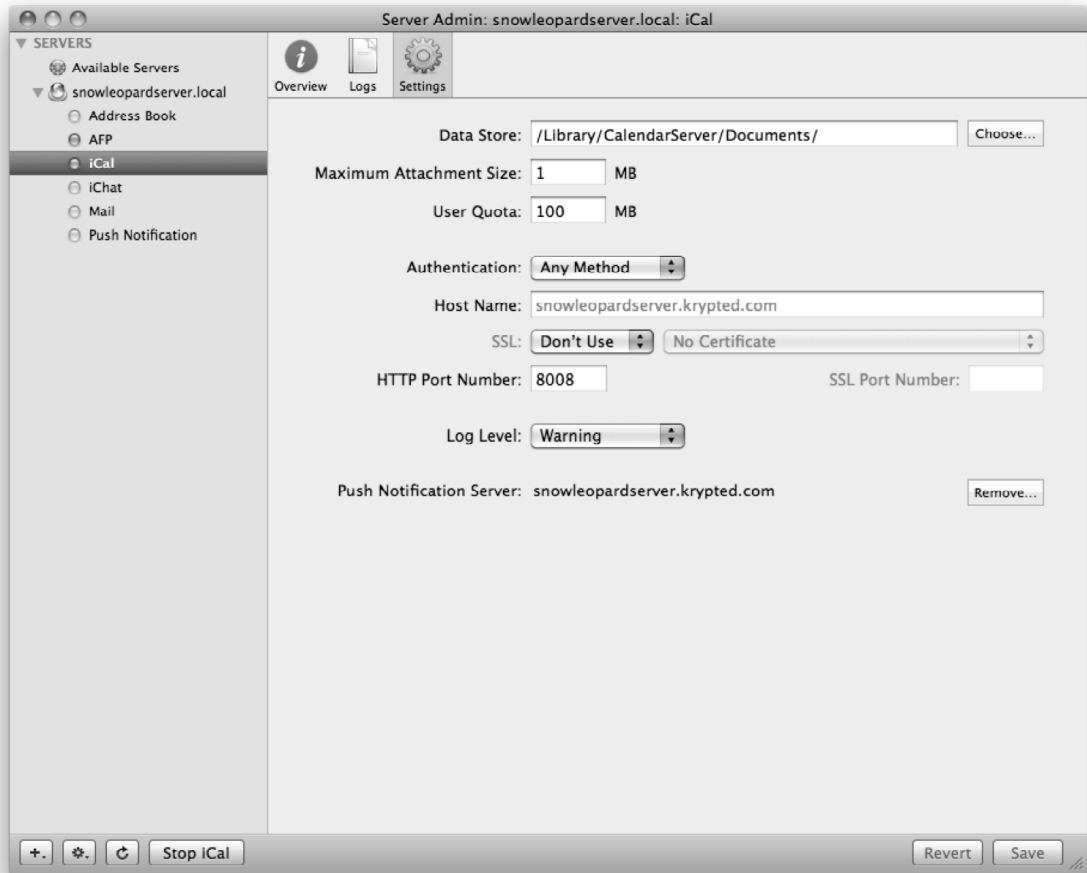 Server Admin: snowleopardserver.local: iCal
SERVERS
Available Servers
snowleopardserver.local
Address Book
AFP
iCal
iChat
Mail
Push Notification
Overview Logs Settings
Data Store: /Library/CalendarServer/Documents/ Choose...
Maximum Attachment Size: 1 MB
User Quota: 100 MB
Authentication: Any Method
Host Name: snowleopardserver.krypted.com
SSL: Don't Use No Certificate
HTTP Port Number: 8008 SSL Port Number:
Log Level: Warning
Push Notification Server: snowleopardserver.krypted.com Remove...
Stop iCal Revert Save